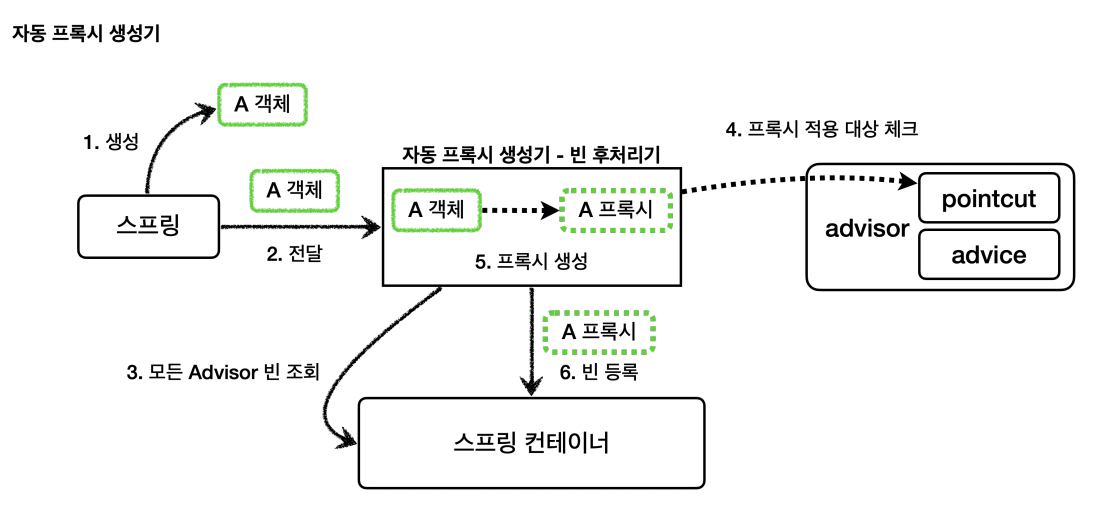 자동 프록시 생성기
A 객체
1. 생성
4. 프록시 적용 대상 체크
자동 프록시 생성기 - 빈 후처리기
A 객체
스프링
2. 전달
A 객체
A 프록시
5. 프록시 생성
advisor
pointcut
advice
A 프록시
3. 모든 Advisor 빈 조회
6. 빈 등록
스프링 컨테이너